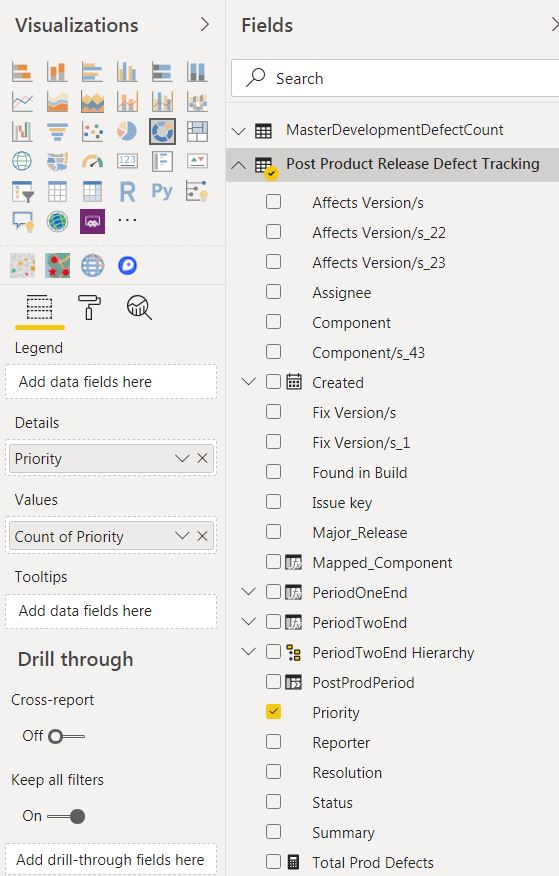 Visualizations
R
Py
123
Legend
Add data fields here
Details
Priority
Values
Count of Priority
Tooltips
Add data fields here
Drill through
Cross-report
Off
Keep all filters
On
Add drill-through fields here
Fields
Search
MasterDevelopmentDefectCount
Post Product Release Defect Tracking
Affects Version/s
Affects Version/s_22
Affects Version/s_23
Assignee
Component
Component/s_43
Created
Fix Version/s
Fix Version/s_1
Found in Build
Issue key
Major_Release
Mapped_Component
PeriodOneEnd
PeriodTwoEnd
PeriodTwoEnd Hierarchy
PostProdPeriod
Priority
Reporter
Resolution
Status
Summary
Total Prod Defects